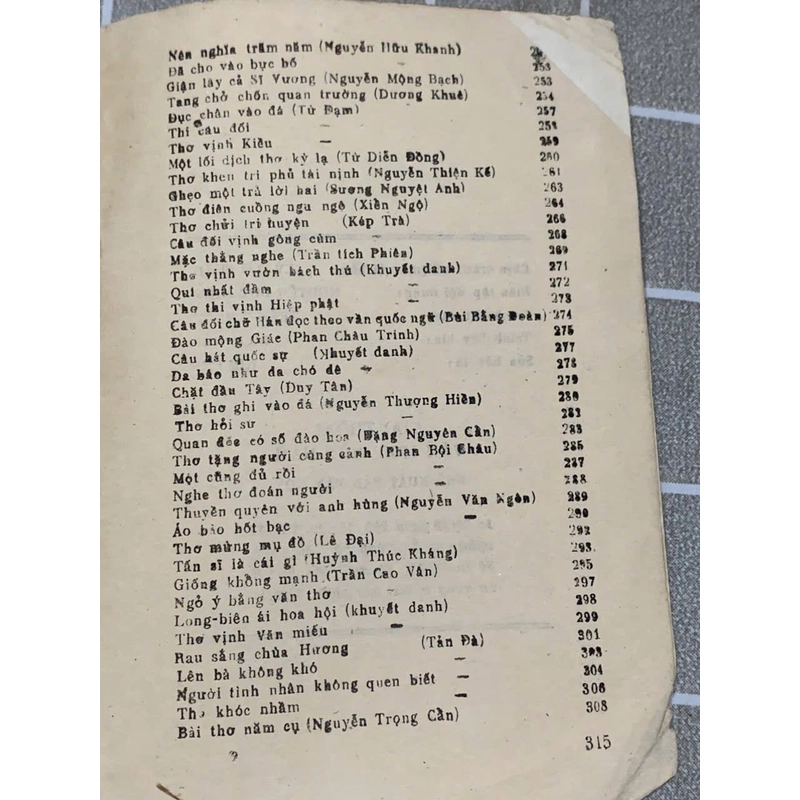 Nên nghĩa trăm năm (Nguyễn Hữu Khanh)
Đã cho vào bực bồ 253
Giận lây cả Sĩ Vương (Nguyễn Mộng Bạch) 253
Tang chở chốn quan trường (Dương Khuê) 254
Đục chân vào đá (Từ Đạm) 257
Thi câu đối — 258
Thơ vịnh Kiều — 259
Một lối dịch thơ kỳ lạ (Từ Diễn Đồng) 260
Thơ khen tri phủ tái nịnh (Nguyễn Thiện Kế) 261
Ghẹo một trả lời hai (Sương Nguyệt Anh) 263
Thơ điên cuồng ngu ngô (Xiền Ngộ) 264
Thơ chửi tri huyện (Kép Trà) 266
Câu đối vịnh gông cùm — 268
Mặc thằng nghe (Trần Tích Phiên) 269
Thơ vịnh vườn bách thú (Khuyết danh) 271
Qui nhất đầm — 272
Thơ thi vịnh Hiệp phật — 273
Câu đối chữ Hán đọc theo vần quốc ngữ (Bùi Bằng Đoàn) 274
Đào mộng Giác (Phan Châu Trinh) 275
Câu hát quốc sự (Khuyết danh) 277
Da báo như da chó dê — 278
Chặt đầu Tây (Duy Tân) 279
Bài thơ ghi vào đá (Nguyễn Thượng Hiền) 280
Thơ hỏi sư — 282
Quan đốc có số đào hoa (Đặng Nguyên Cẩn) 283
Thơ tặng người cùng cảnh (Phan Bội Châu) 285
Một cũng đủ rồi — 287
Nghe thơ đoán người — 288
Thuyền quyên với anh hùng (Nguyễn Văn Ngôn) 289
Áo bào hốt bạc — 290
Thơ mừng mụ đồ (Lê Đại) 292
Tấn sĩ là cái gì (Huỳnh Thúc Kháng) 293
Giống khồng mạnh (Trần Cao Vân) 295
Ngỏ ý bằng văn thơ 297
Long-biên ái hoa hội (khuyết danh) 298
Thơ vịnh Văn miếu — 299
Rau sắng chùa Hương (Tản Đà) 301
Lên bà không khó — 303
Người tình nhân không quen biết — 304
Thơ khóc nhầm — 306
Bài thơ năm cụ (Nguyễn Trọng Cần) 308
315